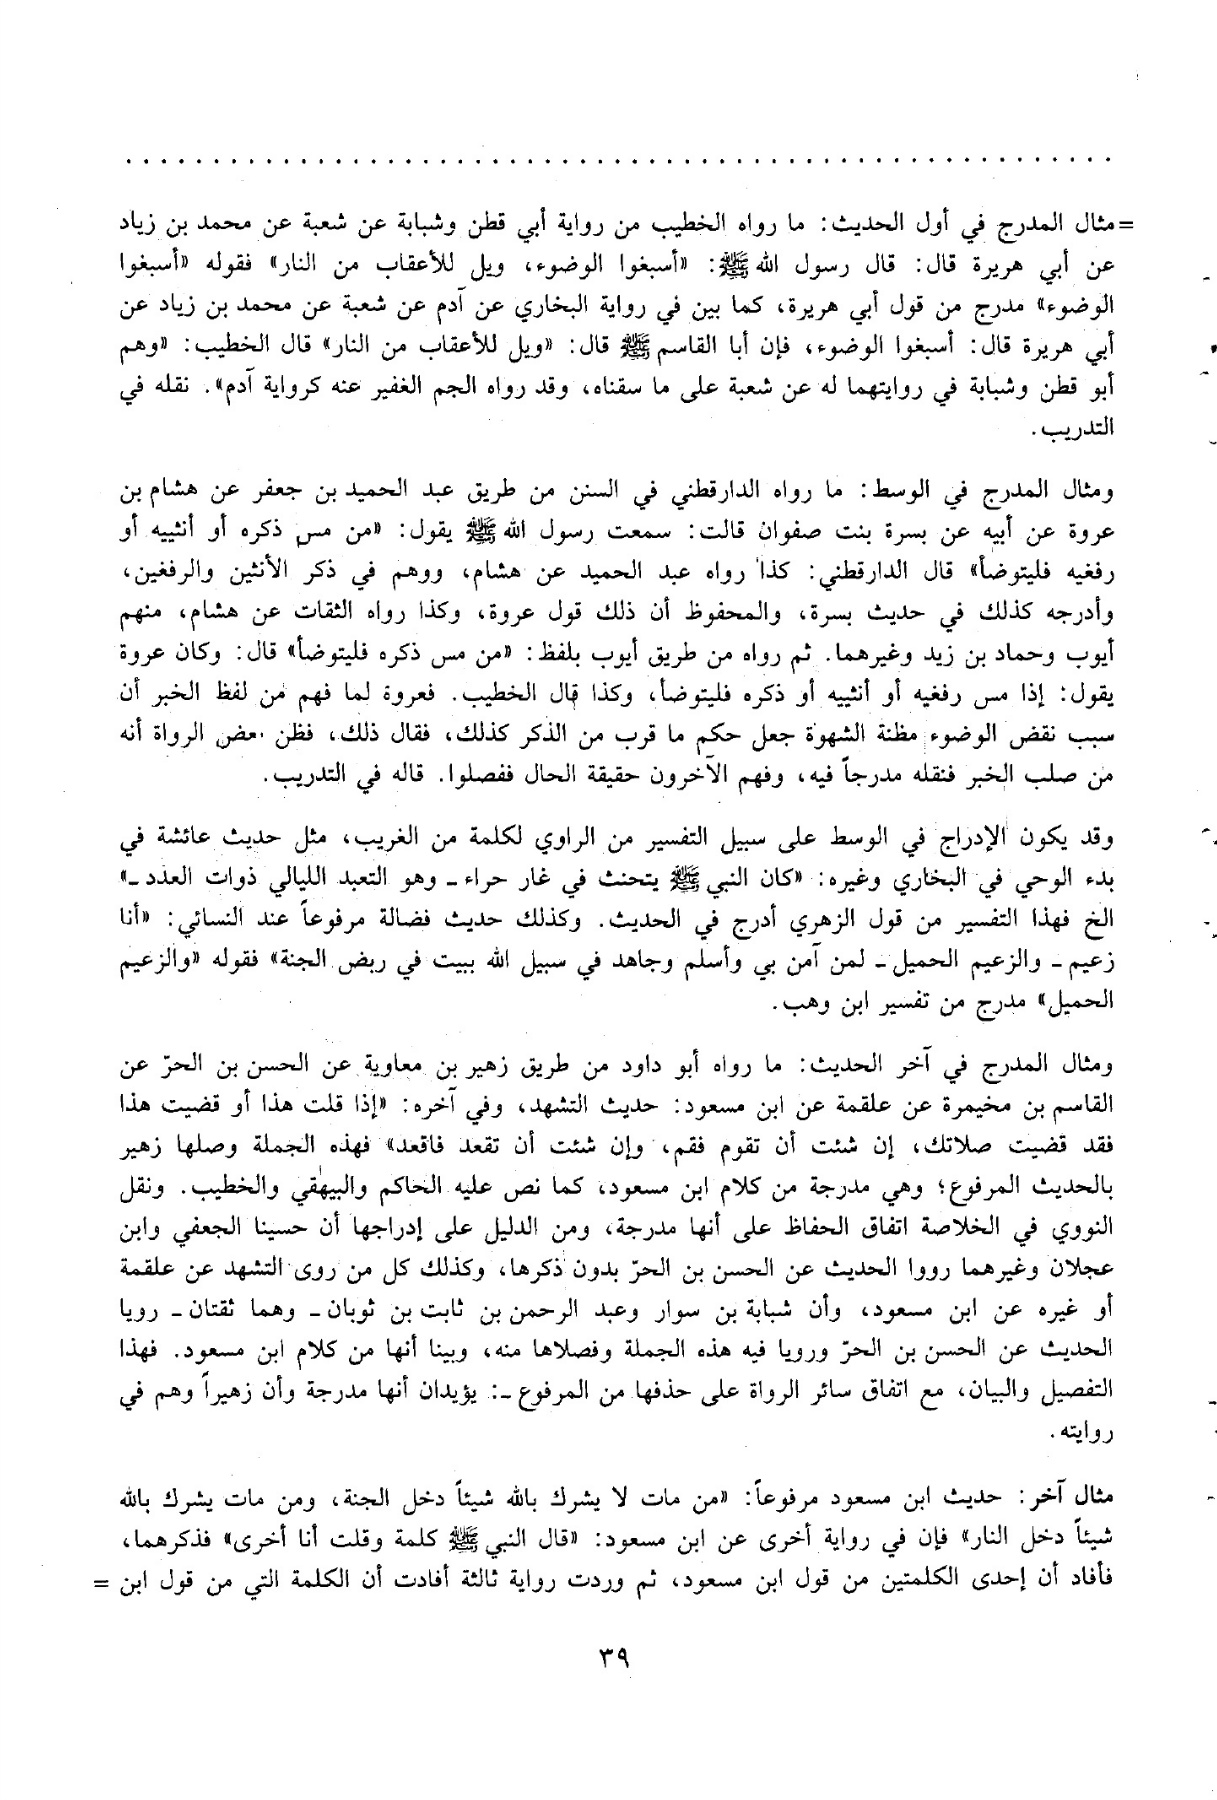 . . . . . . . . . . . . . . . . . . . . . . . . . . . . . . . . . . . . . . . . . . . . . . . . . . . . . . . . .
= مثال المدرج في أول الحديث: ما رواه الخطيب من رواية أبي قطن وشبابة عن شعبة عن محمد بن زياد
عن أبي هريرة قال: قال رسول الله ﷺ: «أسبغوا الوضوء، ويل للأعقاب من النار» فقوله «أسبغوا
الوضوء» مدرج من قول أبي هريرة، كما بين في رواية البخاري عن آدم عن شعبة عن محمد بن زياد عن
أبي هريرة قال: أسبغوا الوضوء، فإن أبا القاسم ﷺ قال: «ويل للأعقاب من النار» قال الخطيب: «وهم
أبو قطن وشبابة في روايتهما له عن شعبة على ما سقناه، وقد رواه الجم الغفير عنه كرواية آدم». نقله في
التدريب.
ومثال المدرج في الوسط: ما رواه الدارقطني في السنن من طريق عبد الحميد بن جعفر عن هشام بن
عروة عن أبيه عن بسرة بنت صفوان قالت: سمعت رسول الله ﷺ يقول: «من مس ذكره أو أنثييه أو
رفغيه فليتوضأ» قال الدارقطني: كذا رواه عبد الحميد عن هشام، ووهم في ذكر الأنثين والرفغين،
وأدرجه كذلك في حديث بسرة، والمحفوظ أن ذلك قول عروة، وكذا رواه الثقات عن هشام، منهم
أيوب وحماد بن زيد وغيرهما. ثم رواه من طريق أيوب بلفظ: «من مس ذكره فليتوضأ» قال: وكان عروة
يقول: إذا مس رفغيه أو أنثييه أو ذكره فليتوضأ، وكذا قال الخطيب. فعروة لما فهم من لفظ الخبر أن
سبب نقض الوضوء مظنة الشهوة جعل حكم ما قرب من الذكر كذلك، فقال ذلك، فظن بعض الرواة أنه
من صلب الخبر فنقله مدرجاً فيه، وفهم الآخرون حقيقة الحال ففصلوا. قاله في التدريب.
وقد يكون الإدراج في الوسط على سبيل التفسير من الراوي لكلمة من الغريب، مثل حديث عائشة في
بدء الوحي في البخاري وغيره: «كان النبي ﷺ يتحنث في غار حراء ـ وهو التعبد الليالي ذوات العدد ـ»
الخ فهذا التفسير من قول الزهري أدرج في الحديث. وكذلك حديث فضالة مرفوعاً عند النسائي: «أنا
زعيم ـ والزعيم الحميل ـ لمن آمن بي وأسلم وجاهد في سبيل الله ببيت في ربض الجنة» فقوله «والزعيم
الحميل» مدرج من تفسير ابن وهب.
ومثال المدرج في آخر الحديث: ما رواه أبو داود من طريق زهير بن معاوية عن الحسن بن الحرّ عن
القاسم بن مخيمرة عن علقمة عن ابن مسعود: حديث التشهد، وفي آخره: «إذا قلت هذا أو قضيت هذا
فقد قضيت صلاتك، إن شئت أن تقوم فقم، وإن شئت أن تقعد فاقعد» فهذه الجملة وصلها زهير
بالحديث المرفوع؛ وهي مدرجة من كلام ابن مسعود، كما نص عليه الحاكم والبيهقي والخطيب. ونقل
النووي في الخلاصة اتفاق الحفاظ على أنها مدرجة، ومن الدليل على إدراجها أن حسينا الجعفي وابن
عجلان وغيرهما رووا الحديث عن الحسن بن الحرّ بدون ذكرها، وكذلك كل من روى التشهد عن علقمة
أو غيره عن ابن مسعود، وأن شبابة بن سوار وعبد الرحمن بن ثابت بن ثوبان ـ وهما ثقتان ـ رويا
الحديث عن الحسن بن الحرّ ورويا فيه هذه الجملة وفصلاها منه، وبينا أنها من كلام ابن مسعود. فهذا
التفصيل والبيان، مع اتفاق سائر الرواة على حذفها من المرفوع ـ: يؤيدان أنها مدرجة وأن زهيراً وهم في
روايته.
مثال آخر: حديث ابن مسعود مرفوعاً: «من مات لا يشرك بالله شيئاً دخل الجنة، ومن مات يشرك بالله
شيئاً دخل النار» فإن في رواية أخرى عن ابن مسعود: «قال النبي ﷺ كلمة وقلت أنا أخرى» فذكرهما،
فأفاد أن إحدى الكلمتين من قول ابن مسعود، ثم وردت رواية ثالثة أفادت أن الكلمة التي من قول ابن =
٣٩